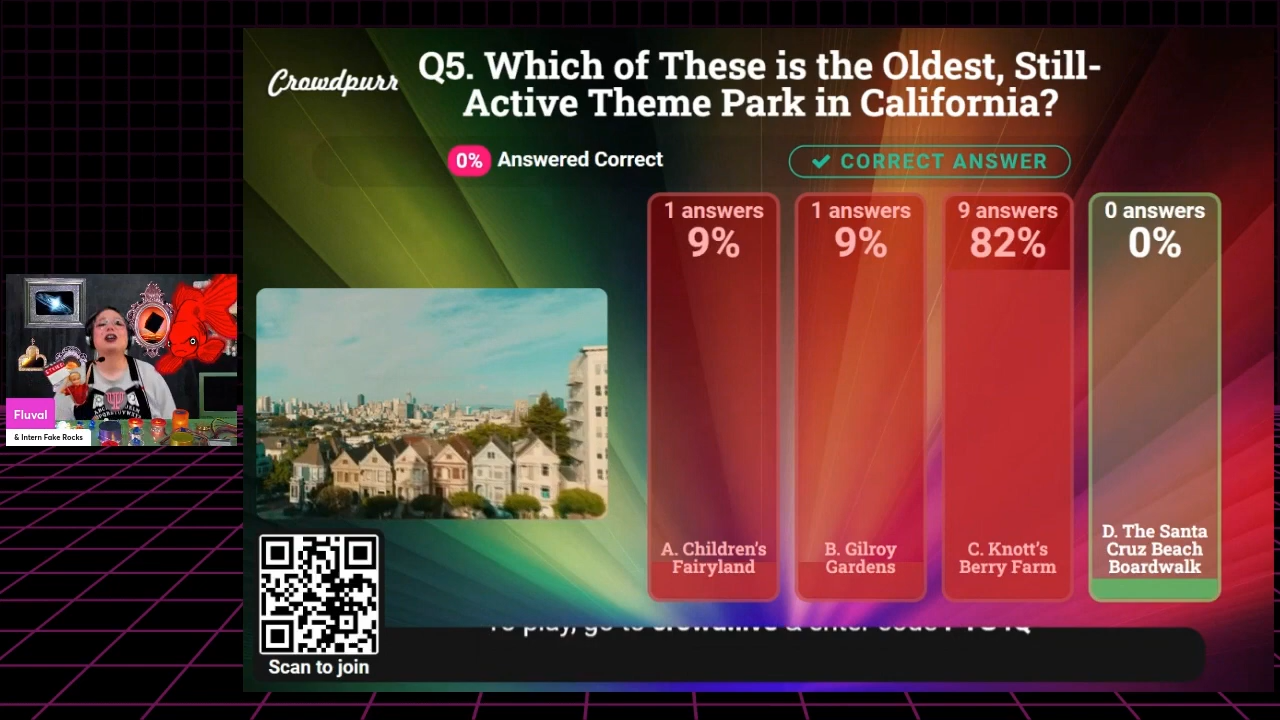 Crowdpurr
Q5. Which of These is the Oldest, Still-
Active Theme Park in California?
0% Answered Correct
CORRECT ANSWER
1 answers
9%
A. Children's
Fairyland
1 answers
9%
B. Gilroy
Gardens
9 answers
82%
C. Knott's
Berry Farm
0 answers
0%
D. The Santa
Cruz Beach
Boardwalk
Fluval
& Intern Fake Rocks
Scan to join